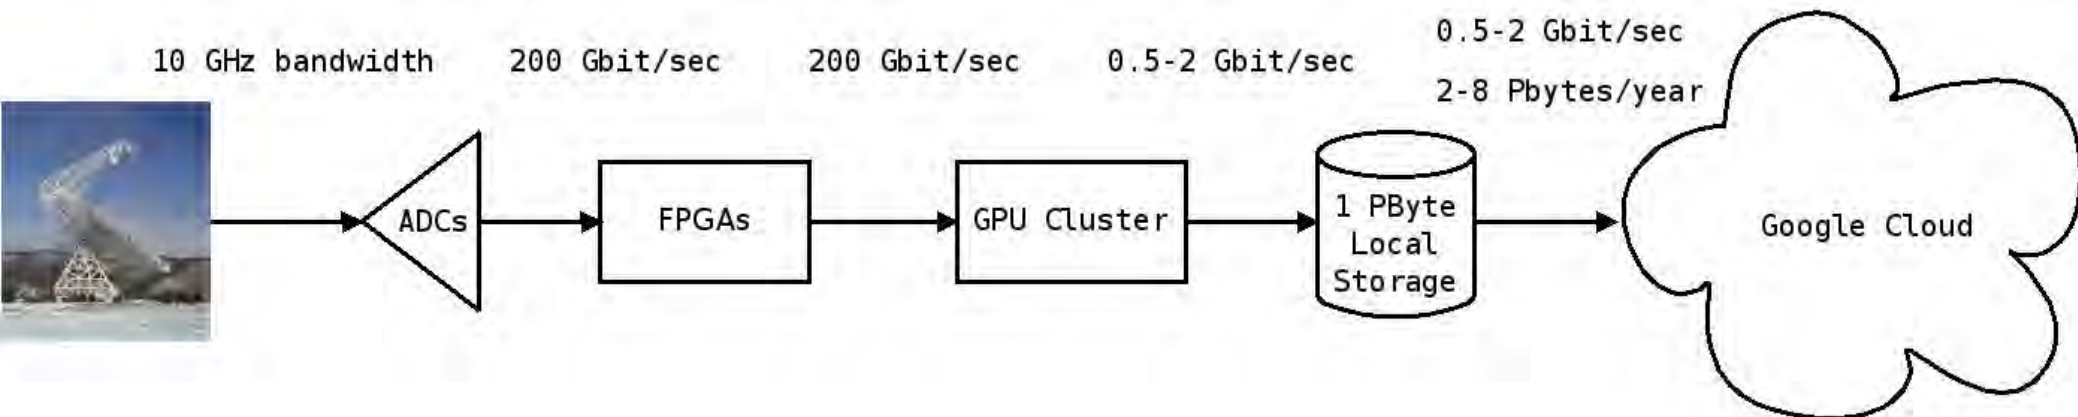 10 GHz bandwidth
200 Gbit/sec
200 Gbit/sec
0.5-2 Gbit/sec
0.5-2 Gbit/sec
2-8 Pbytes/year
ADCs
FPGAs
GPU Cluster
1 PByte
Local
Storage
Google Cloud